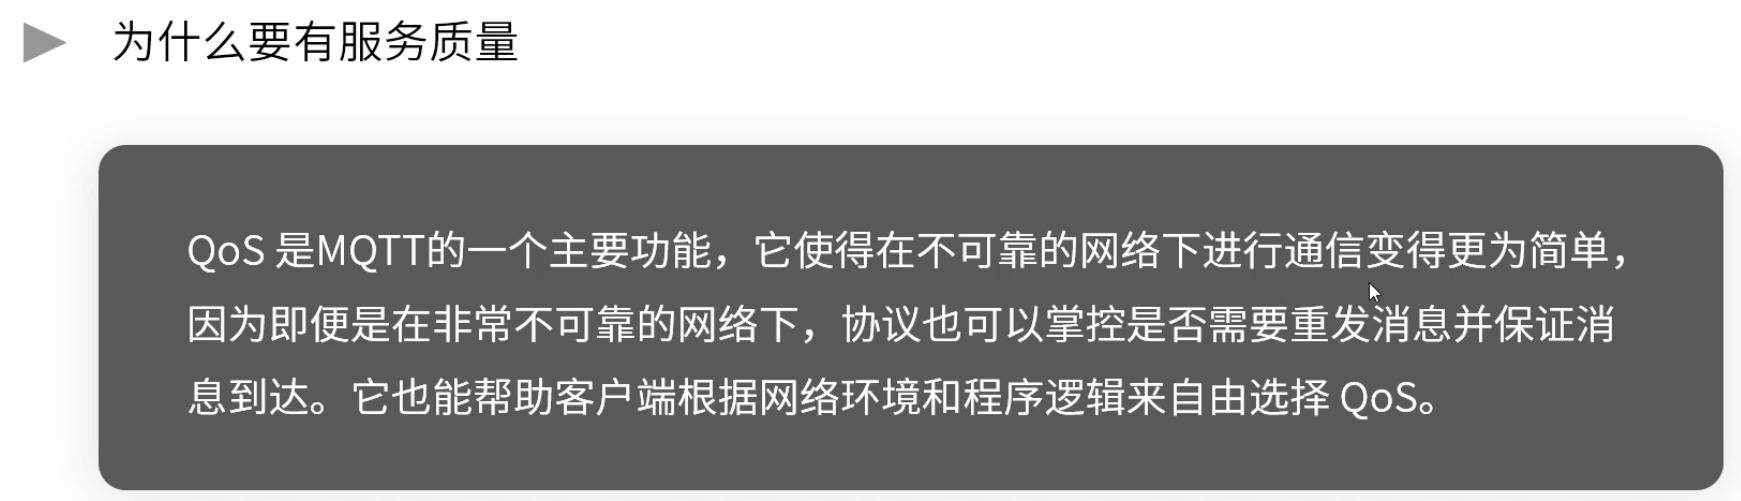 为什么要有服务质量
QoS 是MQTT的一个主要功能，它使得在不可靠的网络下进行通信变得更为简单，
因为即便是在非常不可靠的网络下，协议也可以掌控是否需要重发消息并保证消
息到达。它也能帮助客户端根据网络环境和程序逻辑来自由选择 QoS。